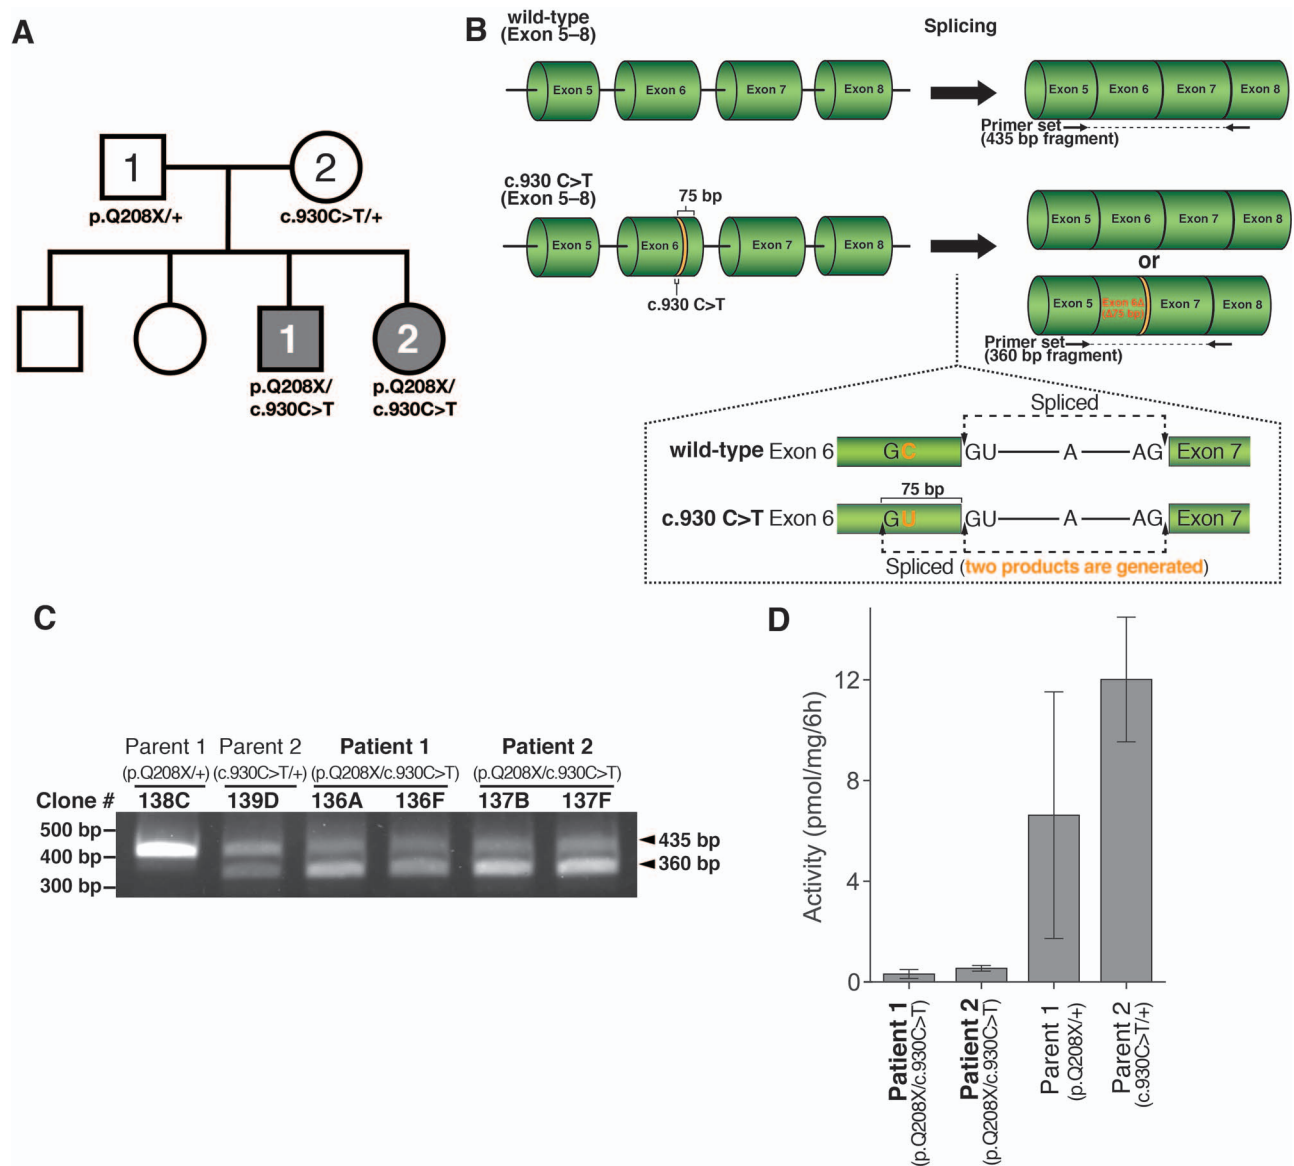 A
1
2
p.Q208X/+
c.930C>T/+
1
2
p.Q208X/
c.930C>T
p.Q208X/
c.930C>T
B
wild-type
(Exon 5–8)
Splicing
Exon 5
Exon 6
Exon 7
Exon 8
Exon 5
Exon 6
Exon 7
Exon 8
Primer set
(435 bp fragment)
c.930 C>T
(Exon 5–8)
75 bp
Exon 5
Exon 6
Exon 7
Exon 8
c.930 C>T
Exon 5
Exon 6
Exon 7
Exon 8
or
Exon 5
Exon 6Δ
(Δ75 bp)
Exon 7
Exon 8
Primer set
(360 bp fragment)
Spliced
wild-type Exon 6 GC GU A AG Exon 7
75 bp
c.930 C>T Exon 6 GU GU A AG Exon 7
Spliced (two products are generated)
C
Parent 1 Parent 2 Patient 1 Patient 2
(p.Q208X/+) (c.930C>T/+) (p.Q208X/c.930C>T) (p.Q208X/c.930C>T)
Clone # 138C 139D 136A 136F 137B 137F
500 bp
400 bp
300 bp
435 bp
360 bp
D
Activity (pmol/mg/6h)
12
8
4
0
Patient 1
(p.Q208X/c.930C>T)
Patient 2
(p.Q208X/c.930C>T)
Parent 1
(p.Q208X/+)
Parent 2
(c.930C>T/+)